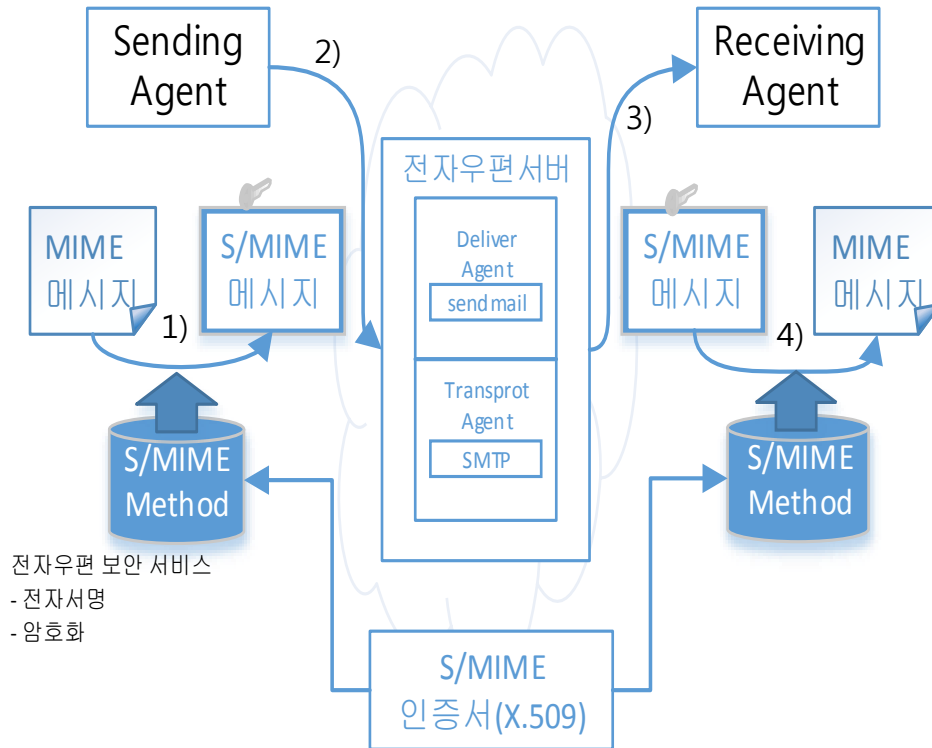 Sending
Agent
2)
Receiving
Agent
3)
전자우편서버
MIME
메시지
S/MIME
메시지
1)
Deliver
Agent
sendmail
S/MIME
메시지
MIME
메시지
4)
Transprot
Agent
SMTP
S/MIME
Method
S/MIME
Method
전자우편 보안 서비스
- 전자서명
- 암호화
S/MIME
인증서(X.509)